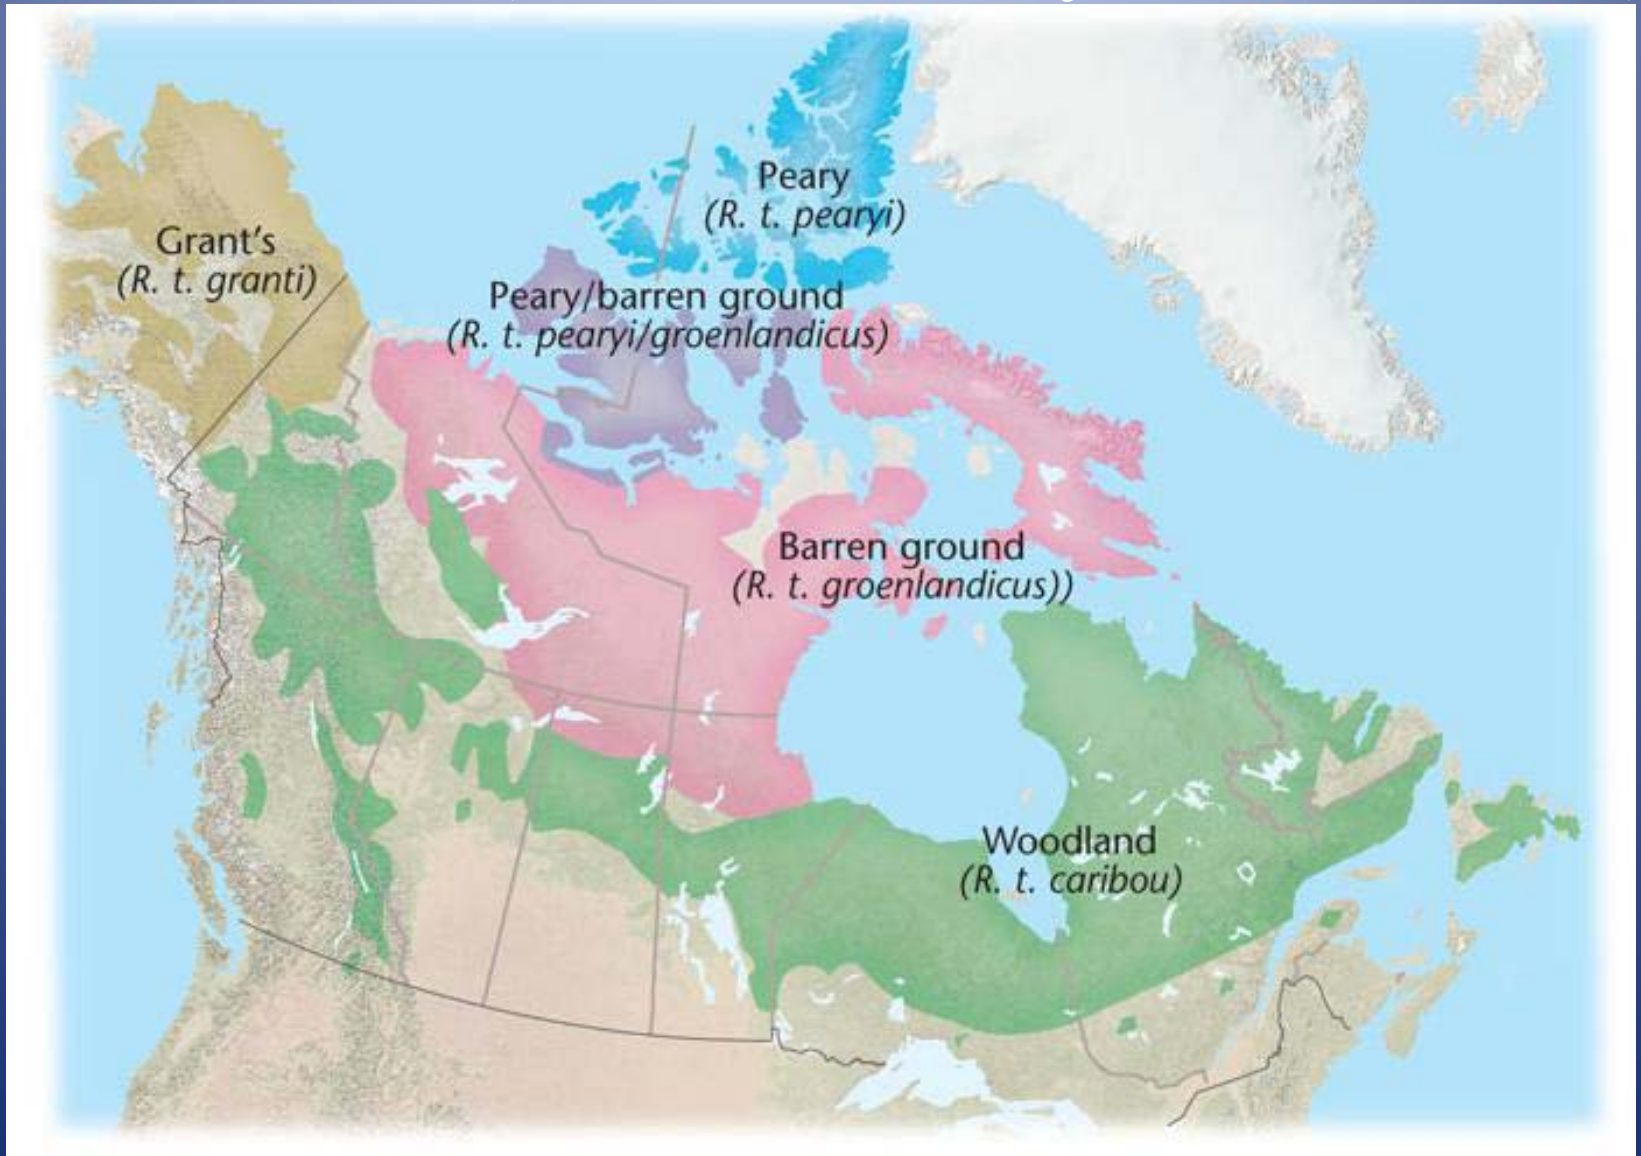 Peary
(R. t. pearyi)
Grant's
(R. t. granti)
Peary/barren ground
(R. t. pearyi/groenlandicus)
Barren ground
(R. t. groenlandicus))
Woodland
(R. t. caribou)